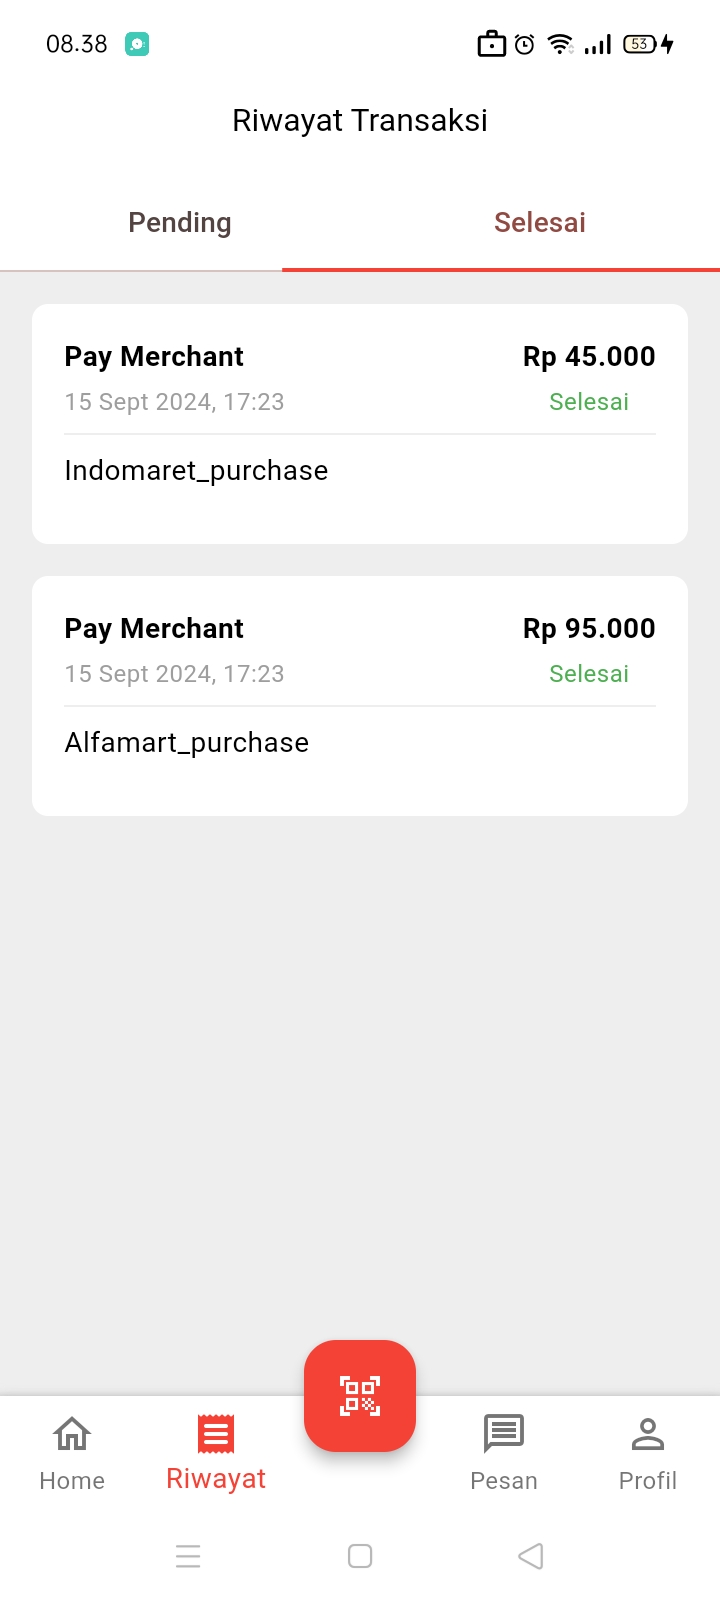 08.38
53
Riwayat Transaksi
Pending Selesai
Pay Merchant Rp 45.000
15 Sept 2024, 17:23 Selesai
Indomaret_purchase
Pay Merchant Rp 95.000
15 Sept 2024, 17:23 Selesai
Alfamart_purchase
Home Riwayat Pesan Profil